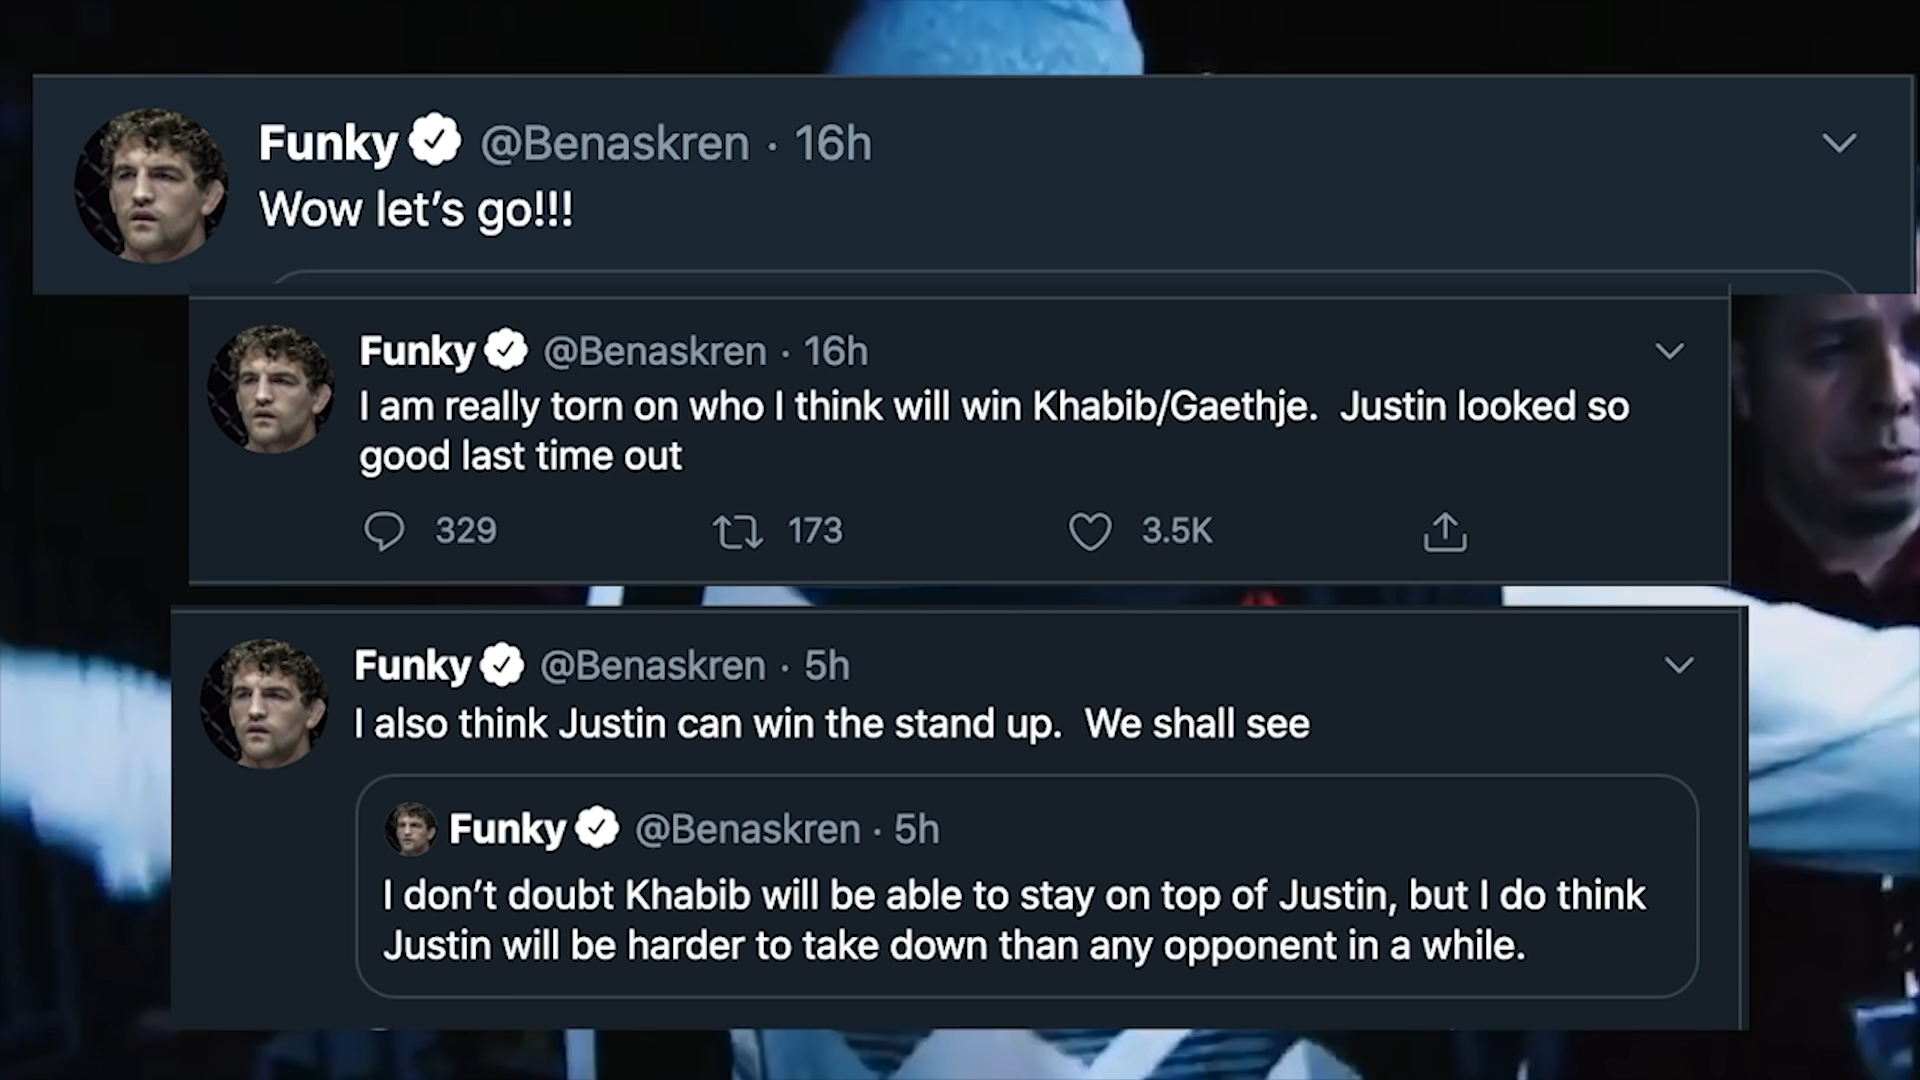 Funky @Benaskren · 16h
Wow let's go!!!
Funky @Benaskren · 16h
I am really torn on who I think will win Khabib/Gaethje.  Justin looked so
good last time out
329 173 3.5K
Funky @Benaskren · 5h
I also think Justin can win the stand up.  We shall see
Funky @Benaskren · 5h
I don't doubt Khabib will be able to stay on top of Justin, but I do think
Justin will be harder to take down than any opponent in a while.